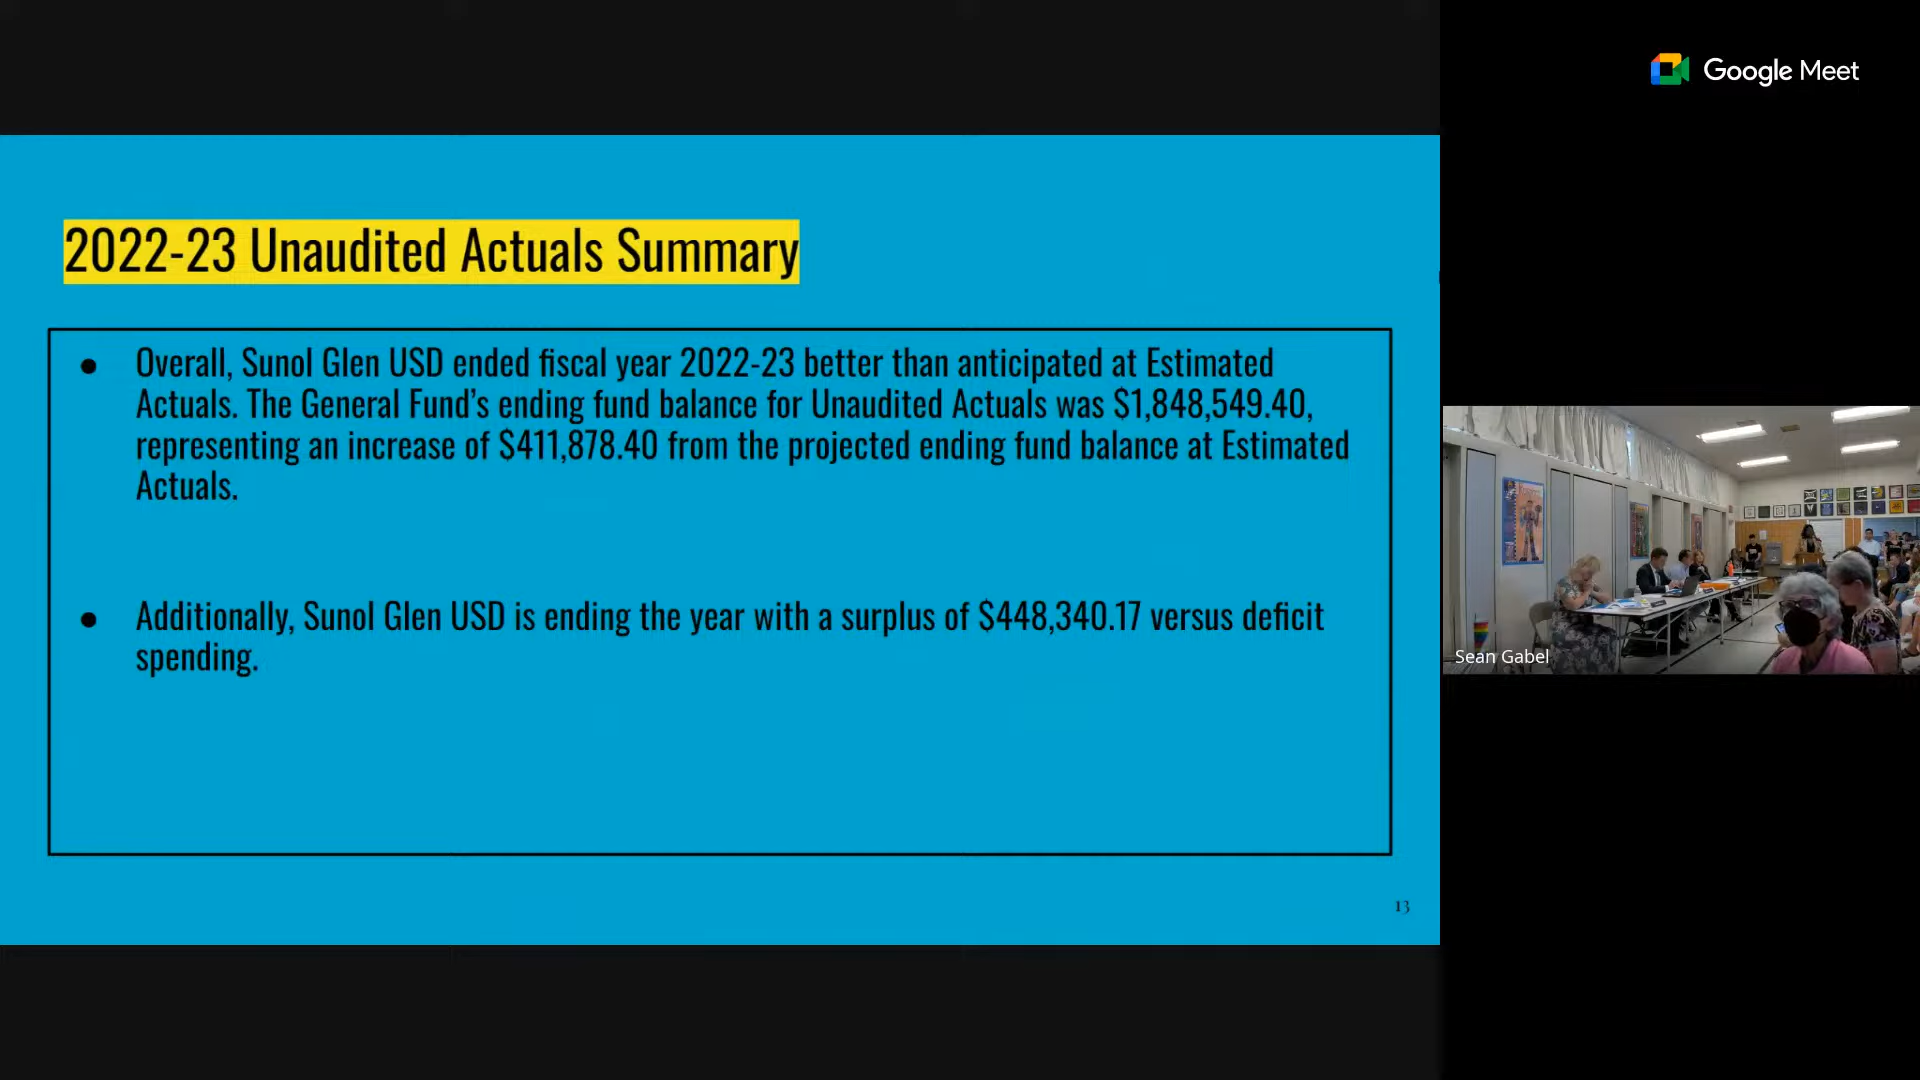 Google Meet
2022-23 Unaudited Actuals Summary
● Overall, Sunol Glen USD ended fiscal year 2022-23 better than anticipated at Estimated
Actuals. The General Fund’s ending fund balance for Unaudited Actuals was $1,848,549.40,
representing an increase of $411,878.40 from the projected ending fund balance at Estimated
Actuals.
● Additionally, Sunol Glen USD is ending the year with a surplus of $448,340.17 versus deficit
spending.
13
Sean Gabel